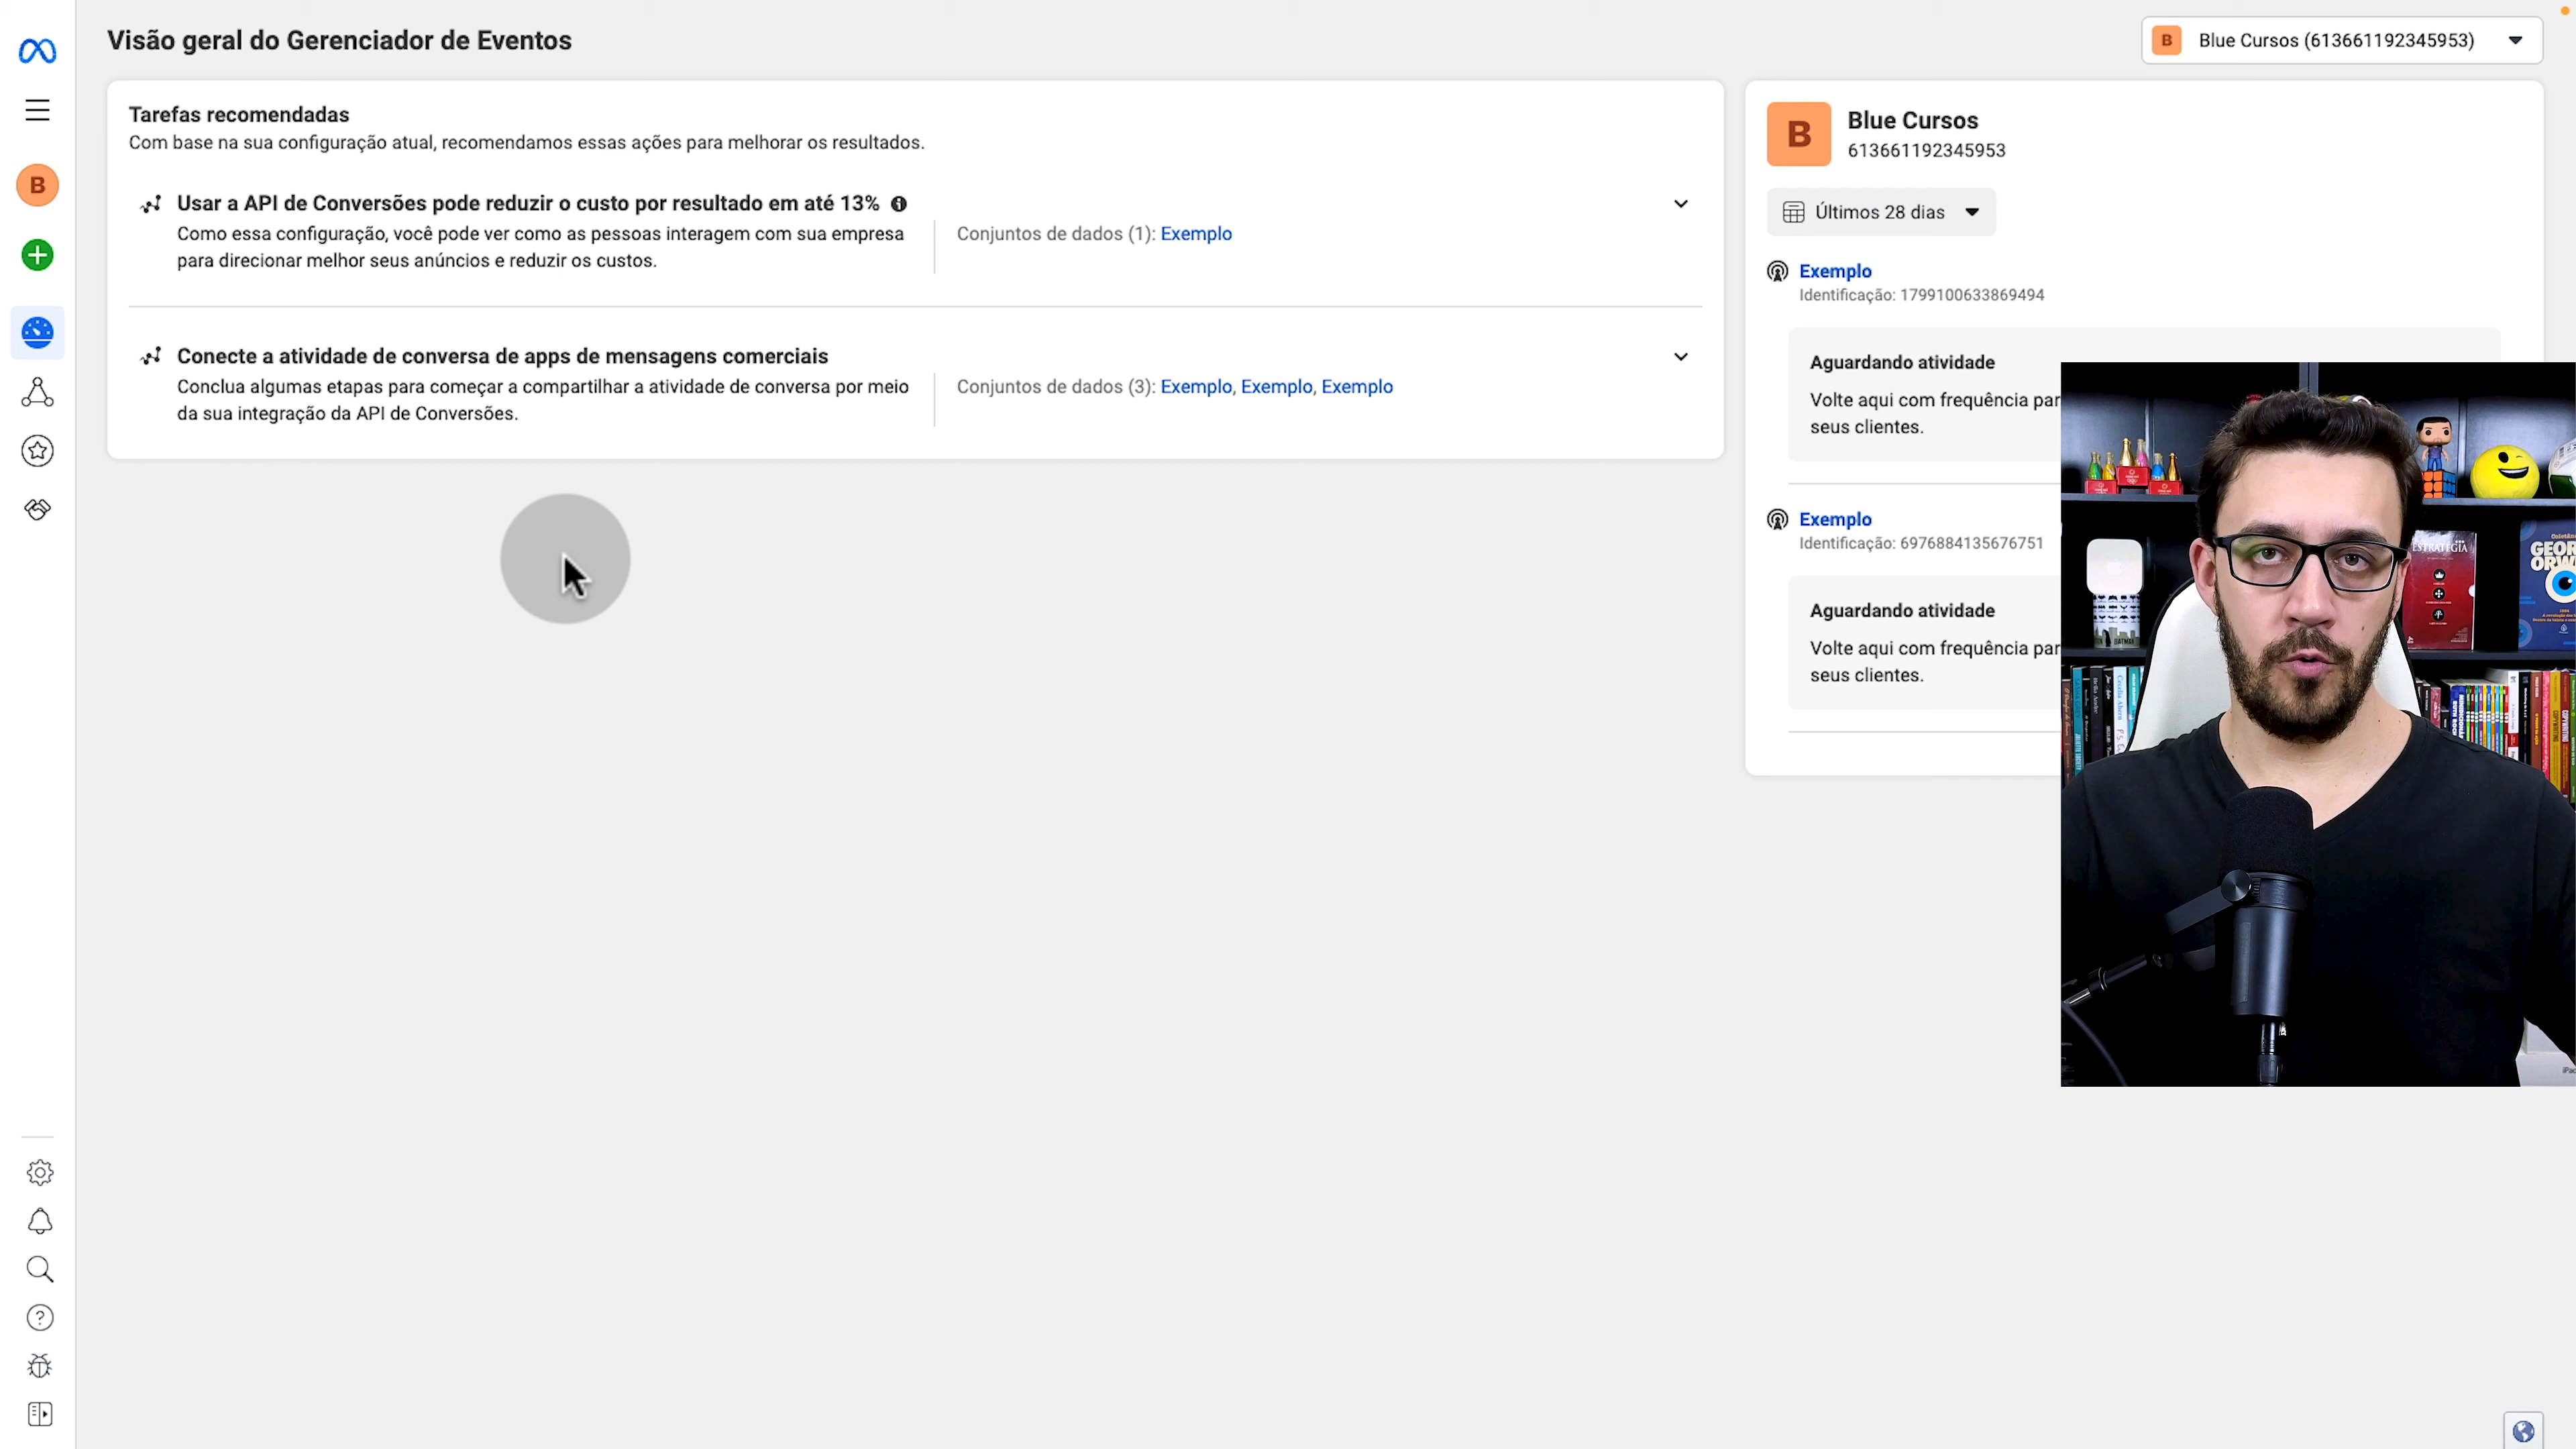 Visão geral do Gerenciador de Eventos
B Blue Cursos (613661192345953)
Tarefas recomendadas
Com base na sua configuração atual, recomendamos essas ações para melhorar os resultados.
Usar a API de Conversões pode reduzir o custo por resultado em até 13%
Como essa configuração, você pode ver como as pessoas interagem com sua empresa
para direcionar melhor seus anúncios e reduzir os custos.
Conjuntos de dados (1): Exemplo
Conecte a atividade de conversa de apps de mensagens comerciais
Conclua algumas etapas para começar a compartilhar a atividade de conversa por meio
da sua integração da API de Conversões.
Conjuntos de dados (3): Exemplo, Exemplo, Exemplo
B
B
Blue Cursos
613661192345953
Últimos 28 dias
Exemplo
Identificação: 1799100633869494
Aguardando atividade
Volte aqui com frequência par
seus clientes.
Exemplo
Identificação: 6976884135676751
Aguardando atividade
Volte aqui com frequência par
seus clientes.
ESTRATÉGIA
GEOR
ORW